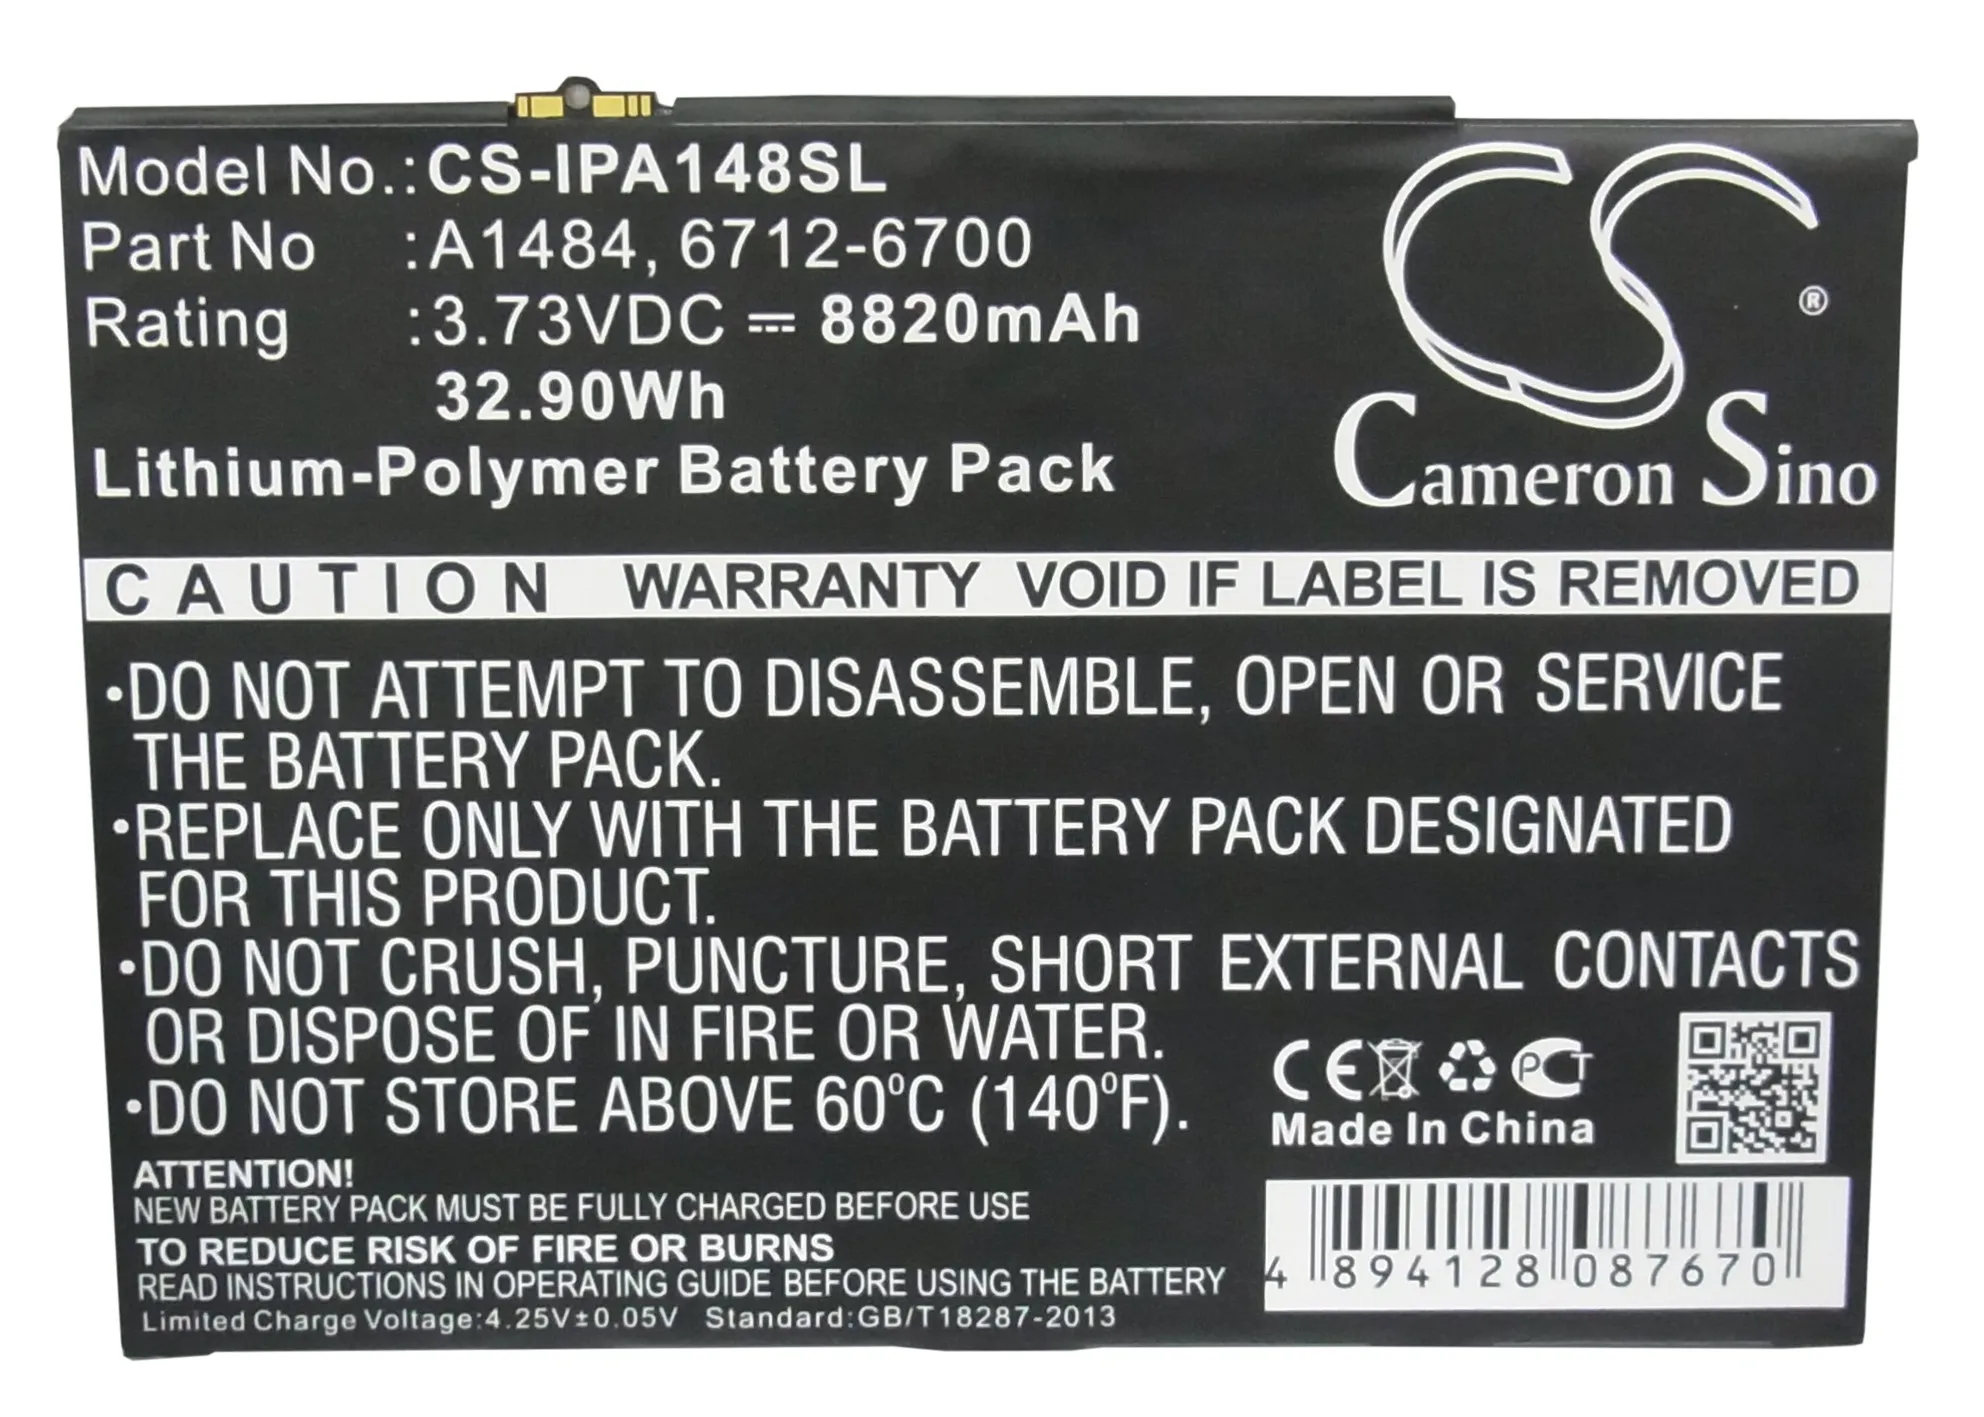 Model No.:CS-IPA148SL
Part No :A1484, 6712-6700
Rating :3.73VDC ⎓ 8820mAh
32.90Wh
Lithium-Polymer Battery Pack
CS ®
Cameron Sino
CAUTION WARRANTY VOID IF LABEL IS REMOVED
•DO NOT ATTEMPT TO DISASSEMBLE, OPEN OR SERVICE
THE BATTERY PACK.
•REPLACE ONLY WITH THE BATTERY PACK DESIGNATED
FOR THIS PRODUCT.
•DO NOT CRUSH, PUNCTURE, SHORT EXTERNAL CONTACTS
OR DISPOSE OF IN FIRE OR WATER.
•DO NOT STORE ABOVE 60°C (140°F).
CE PCT
Made In China
ATTENTION!
NEW BATTERY PACK MUST BE FULLY CHARGED BEFORE USE
TO REDUCE RISK OF FIRE OR BURNS
READ INSTRUCTIONS IN OPERATING GUIDE BEFORE USING THE BATTERY
Limited Charge Voltage:4.25V±0.05V Standard:GB/T18287-2013
4 894128 087670